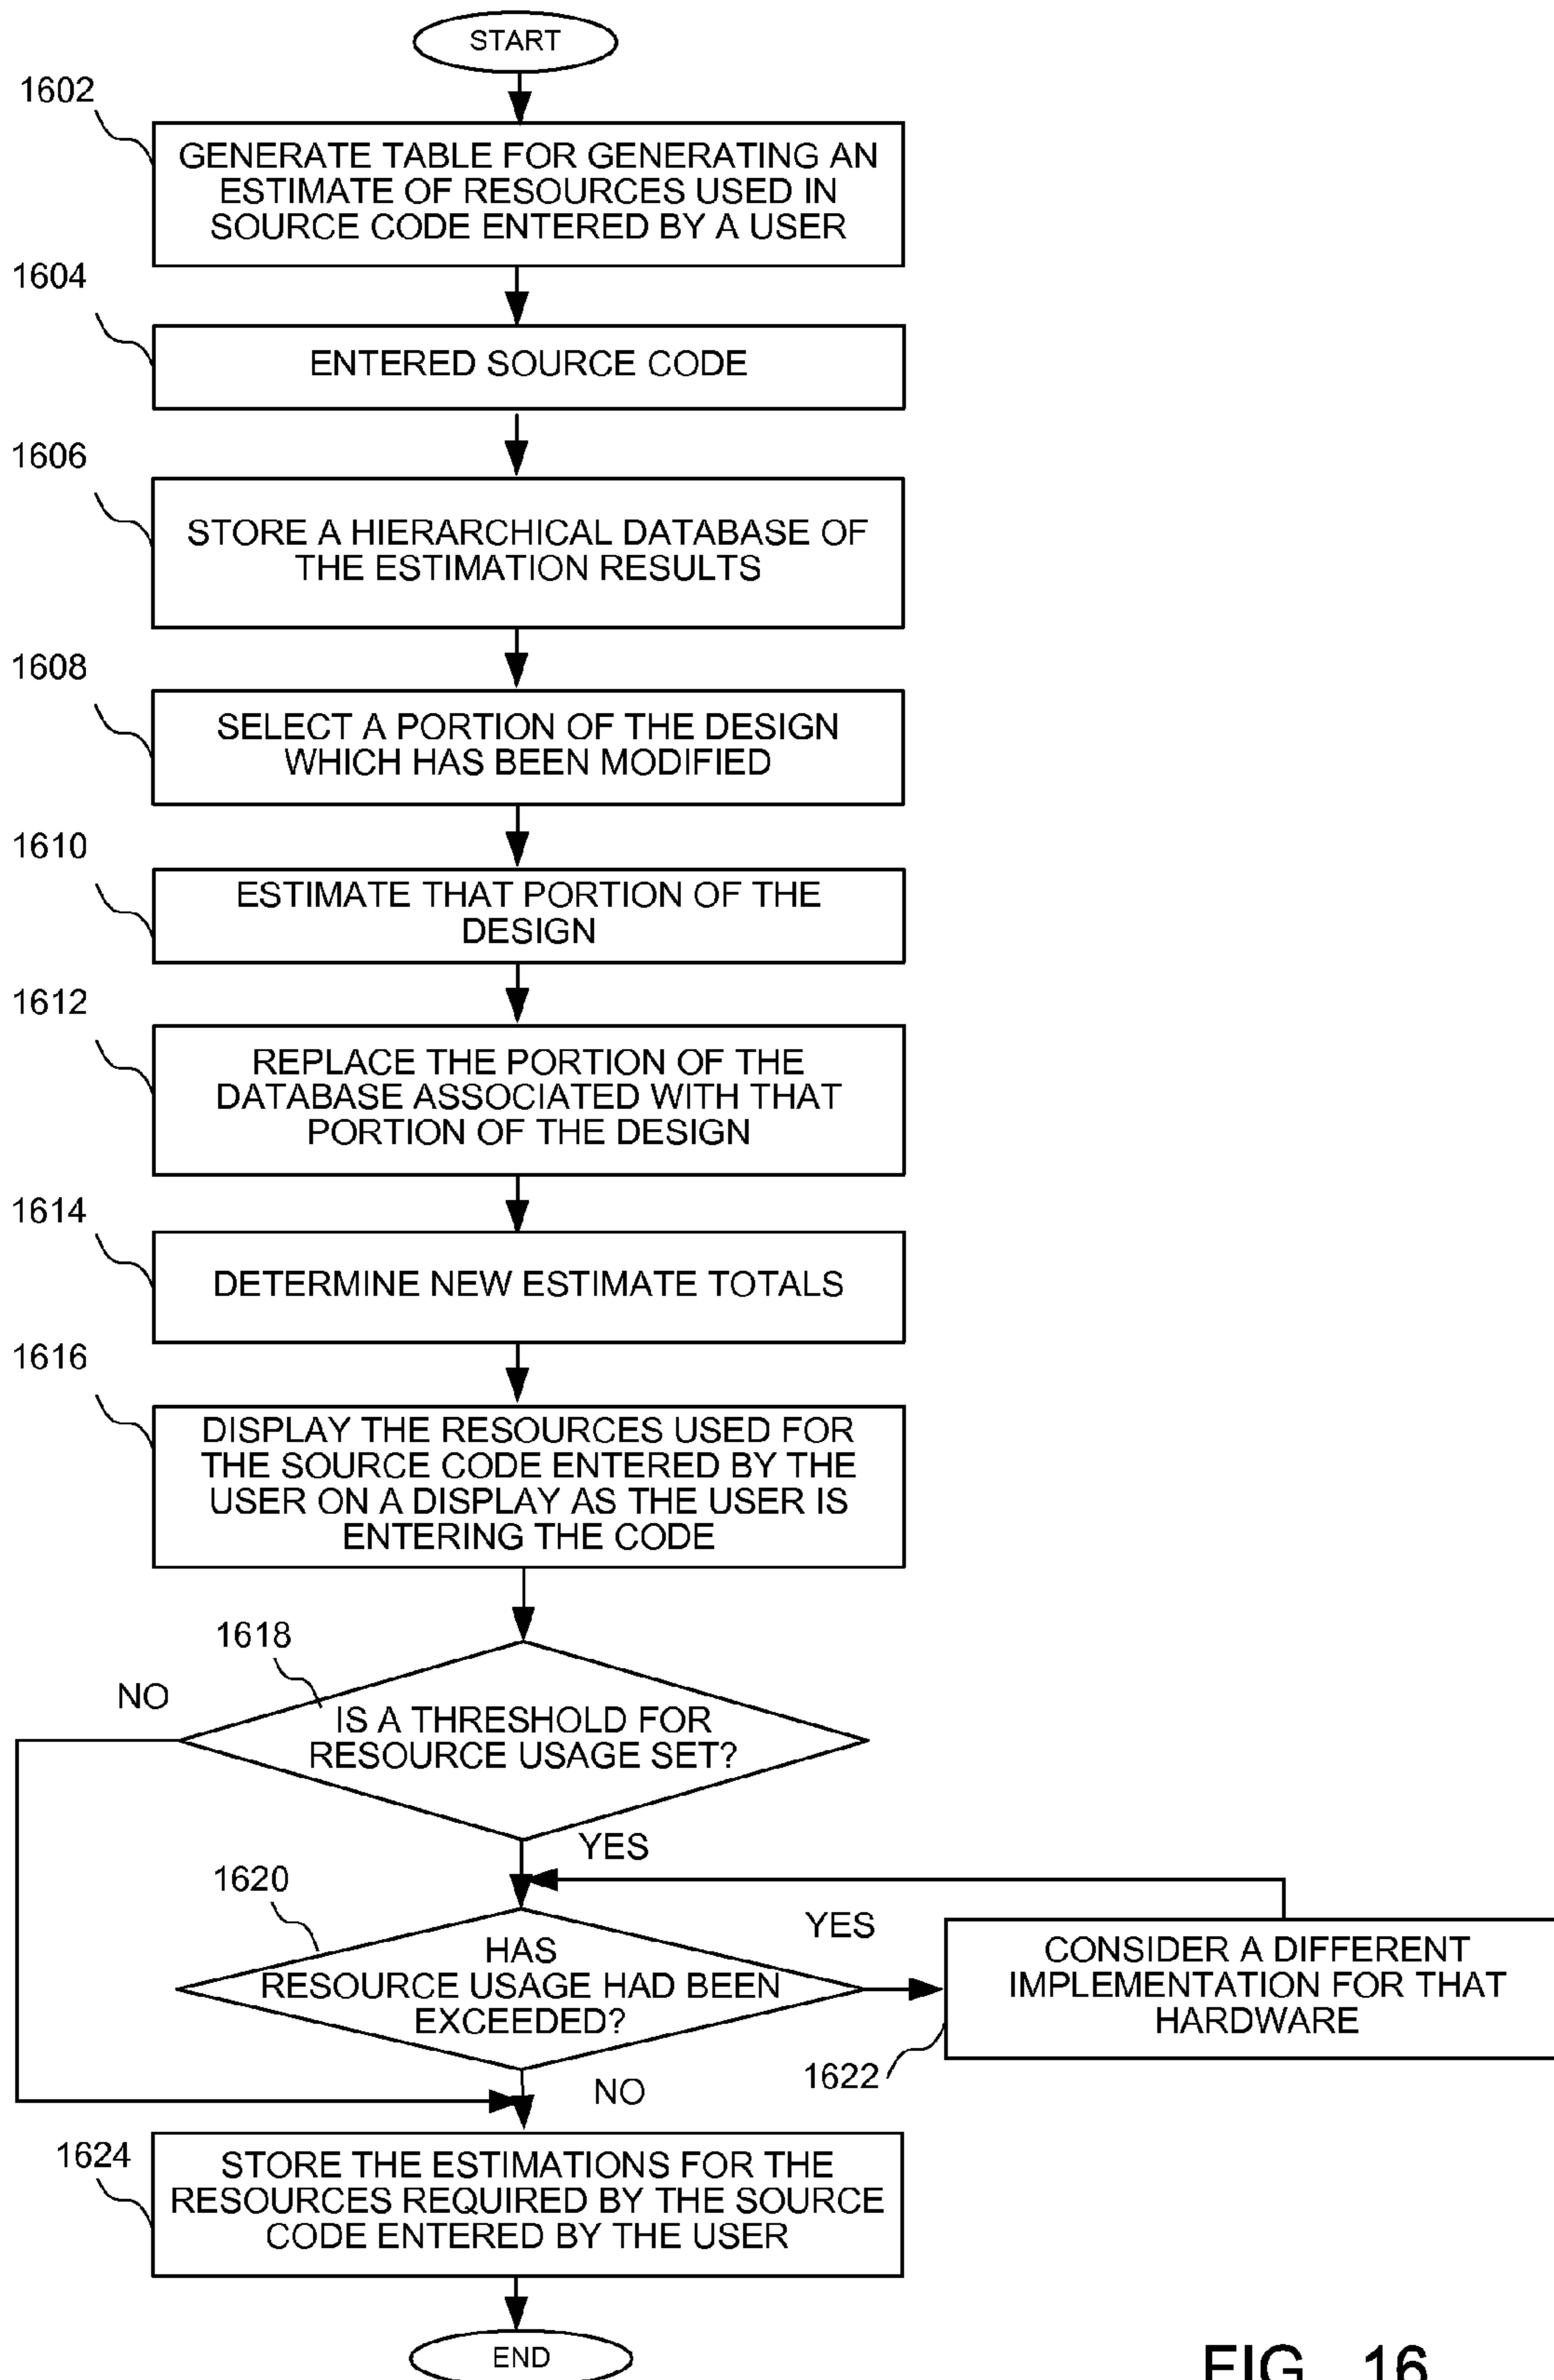 START
1602
GENERATE TABLE FOR GENERATING AN
ESTIMATE OF RESOURCES USED IN
SOURCE CODE ENTERED BY A USER
1604
ENTERED SOURCE CODE
1606
STORE A HIERARCHICAL DATABASE OF
THE ESTIMATION RESULTS
1608
SELECT A PORTION OF THE DESIGN
WHICH HAS BEEN MODIFIED
1610
ESTIMATE THAT PORTION OF THE
DESIGN
1612
REPLACE THE PORTION OF THE
DATABASE ASSOCIATED WITH THAT
PORTION OF THE DESIGN
1614
DETERMINE NEW ESTIMATE TOTALS
1616
DISPLAY THE RESOURCES USED FOR
THE SOURCE CODE ENTERED BY THE
USER ON A DISPLAY AS THE USER IS
ENTERING THE CODE
1618
NO
IS A THRESHOLD FOR
RESOURCE USAGE SET?
YES
1620
HAS
RESOURCE USAGE HAD BEEN
EXCEEDED?
YES
CONSIDER A DIFFERENT
IMPLEMENTATION FOR THAT
HARDWARE
1622
NO
1624
STORE THE ESTIMATIONS FOR THE
RESOURCES REQUIRED BY THE SOURCE
CODE ENTERED BY THE USER
END
FIG. 16